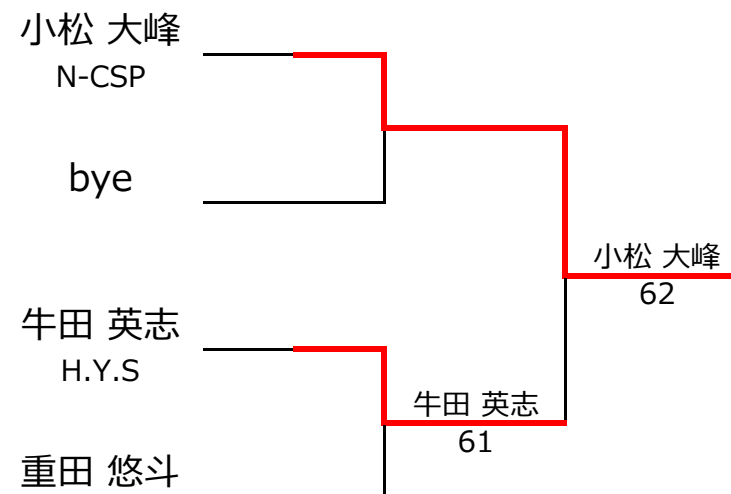 小松 大峰
N-CSP
bye
小松 大峰
62
牛田 英志
H.Y.S
牛田 英志
61
重田 悠斗